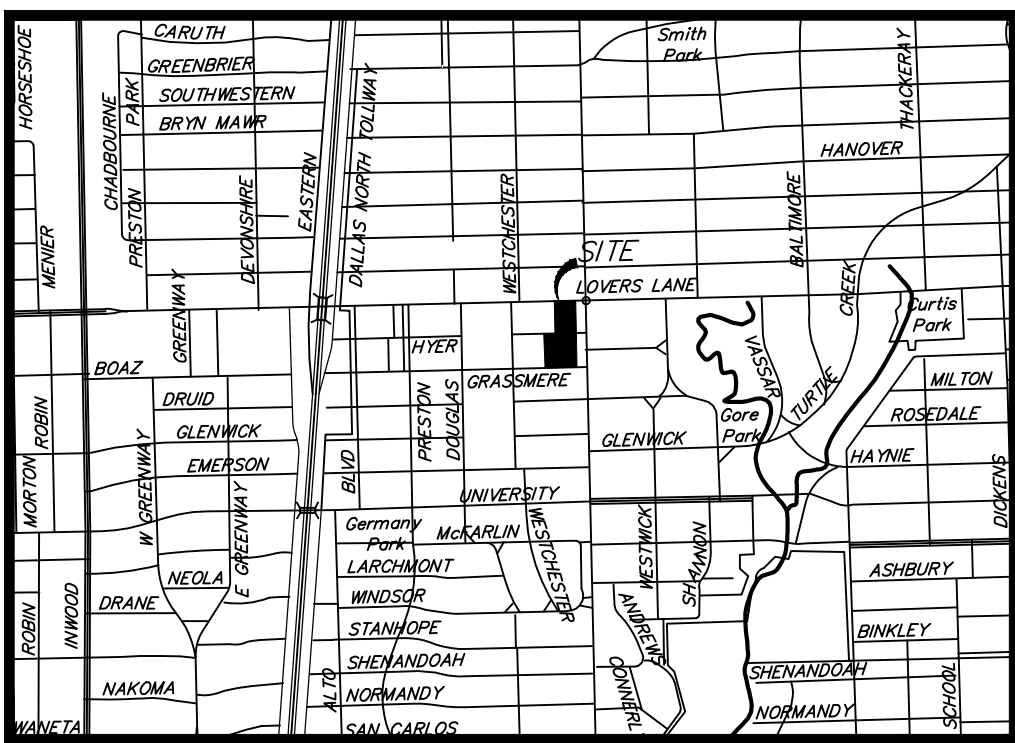 HORSESHOE
CARUTH
Smith
Park
THACKERAY
GREENBRIER
SOUTHWESTERN
BRYN MAWR
PARK
CHADBOURNE
DALLAS NORTH TOLLWAY
HANOVER
EASTERN
PRESTON
DEVONSHIRE
WESTCHESTER
BALTIMORE
MENIER
SITE
LOVERS LANE
CREEK
GREENWAY
Curtis
Park
HYER
VASSAR
BOAZ
GRASSMERE
TURTLE
MILTON
DRUID
ROBIN
PRESTON
DOUGLAS
Gore
Park
ROSEDALE
GLENWICK
GLENWICK
EMERSON
HAYNIE
BLVD
MORTON
W GREENWAY
E GREENWAY
UNIVERSITY
DICKENS
Germany
Park
McFARLIN
WESTCHESTER
WESTWICK
SHANNON
LARCHMONT
ASHBURY
NEOLA
WINDSOR
DRANE
ROBIN
INWOOD
ANDREWS
STANHOPE
BINKLEY
SHENANDOAH
SHENANDOAH
NAKOMA
ALTO
NORMANDY
CONNERL
NORMANDY
SCHOOL
WANETA
SAN CARLOS